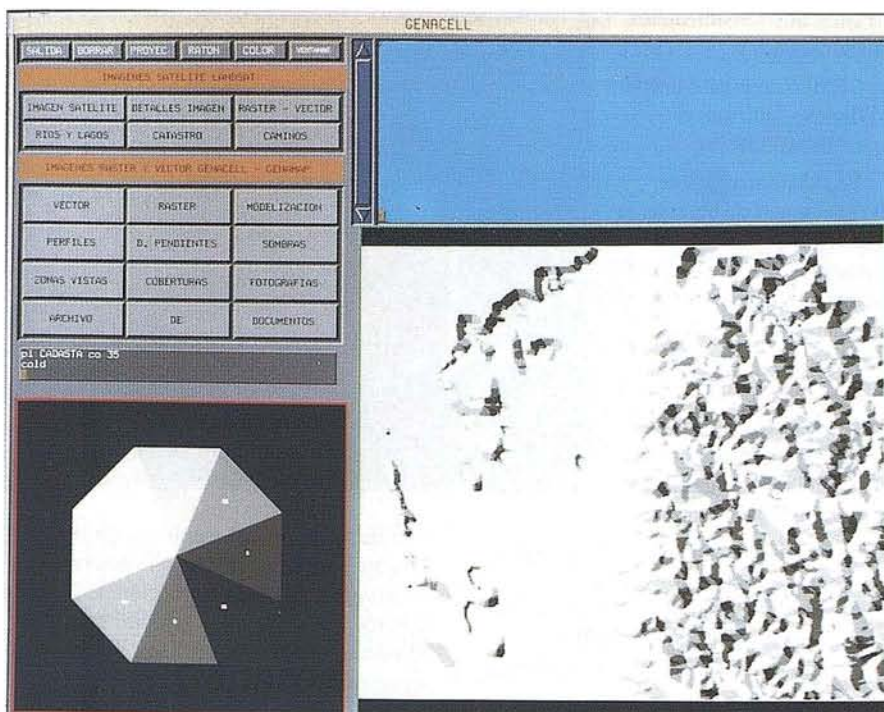 GENACELL
SALIDA BORRAR PROYEC RATON COLOR VENTANAS
IMAGENES SATELITE LANDSAT
IMAGEN SATELITE DETALLES IMAGEN RASTER - VECTOR
RIOS Y LAGOS CATASTRO CAMINOS
IMAGENES RASTER Y VECTOR GENACELL - GENAMAP
VECTOR RASTER MODELIZACION
PERFILES D. PENDIENTES SOMBRAS
ZONAS VISTAS COBERTURAS FOTOGRAFIAS
ARCHIVO DE DOCUMENTOS
pl CADASTA co 35
cold